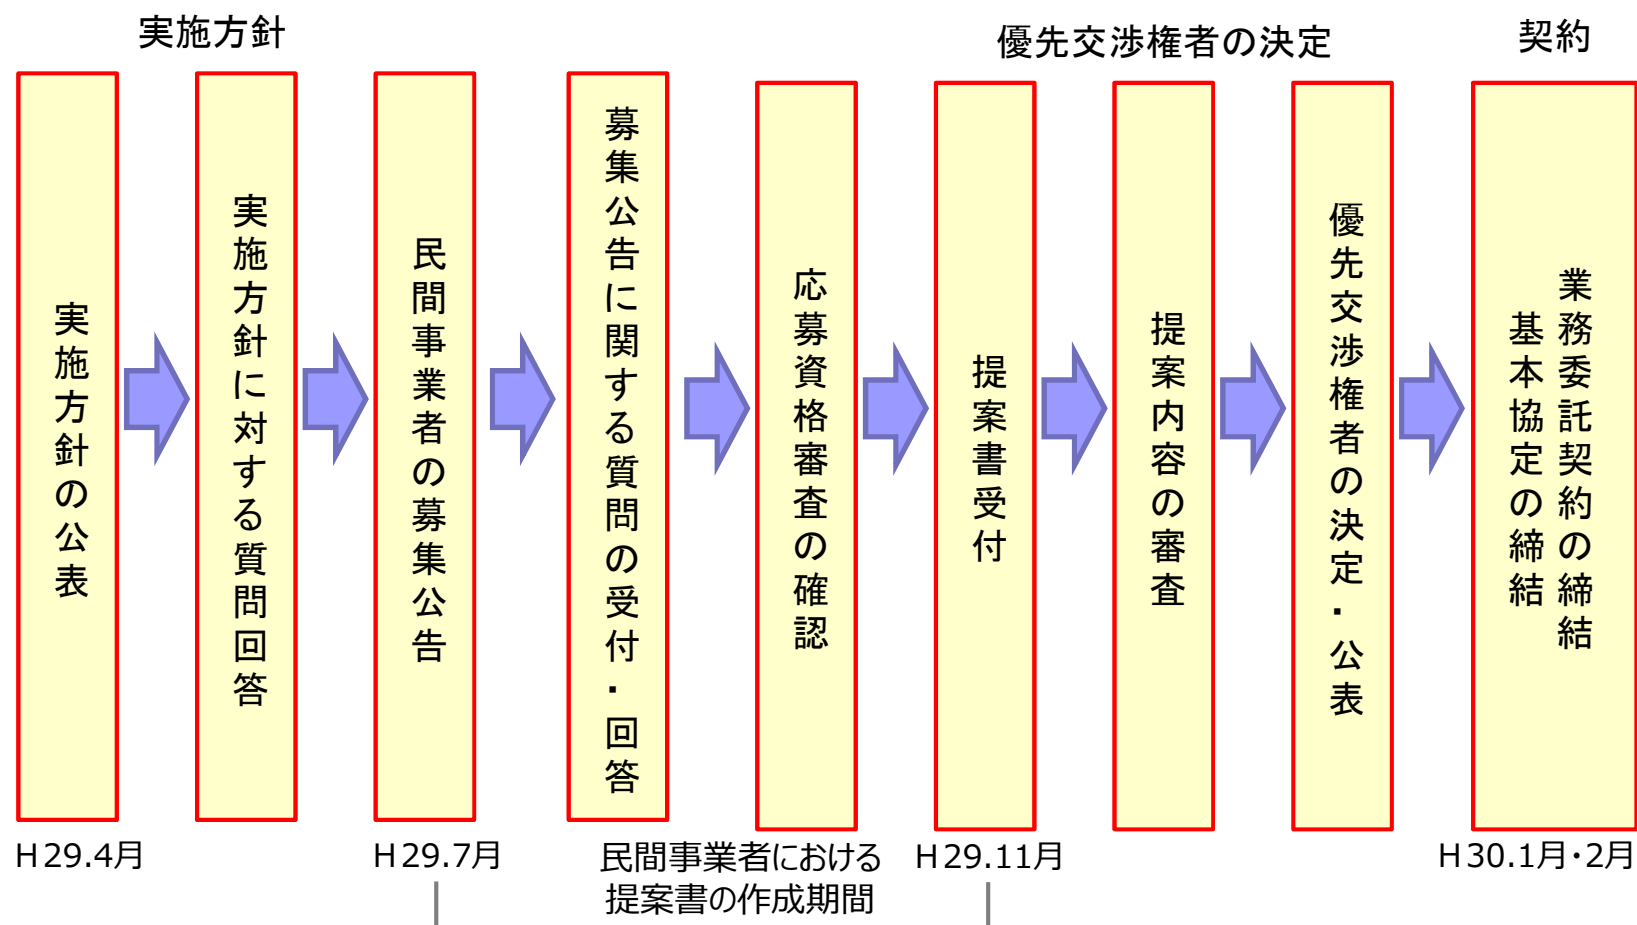 実施方針
優先交渉権者の決定
契約
実施方針の公表
実施方針に対する質問回答
民間事業者の募集公告
募集公告に関する質問の受付・回答
応募資格審査の確認
提案書受付
提案内容の審査
優先交渉権者の決定・公表
業務委託契約の締結
基本協定の締結
H29.4月
H29.7月
民間事業者における
提案書の作成期間
H29.11月
H30.1月・2月